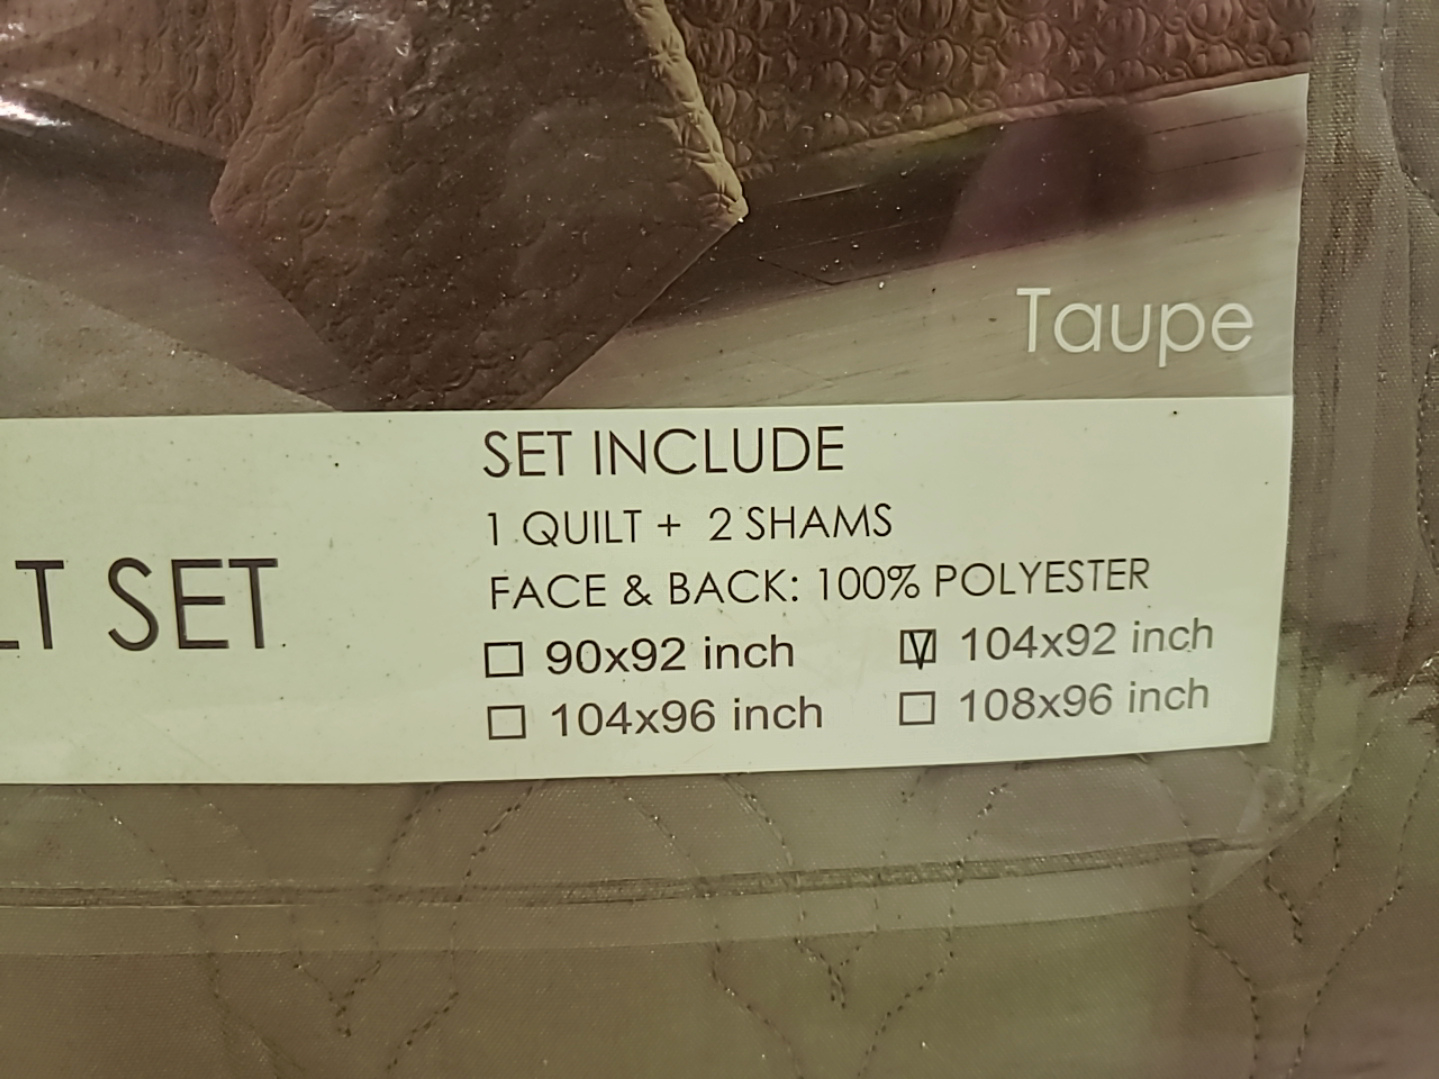 Taupe
SET INCLUDE
1 QUILT + 2 SHAMS
FACE & BACK: 100% POLYESTER
LT SET
☐ 90x92 inch ☑ 104x92 inch
☐ 104x96 inch ☐ 108x96 inch